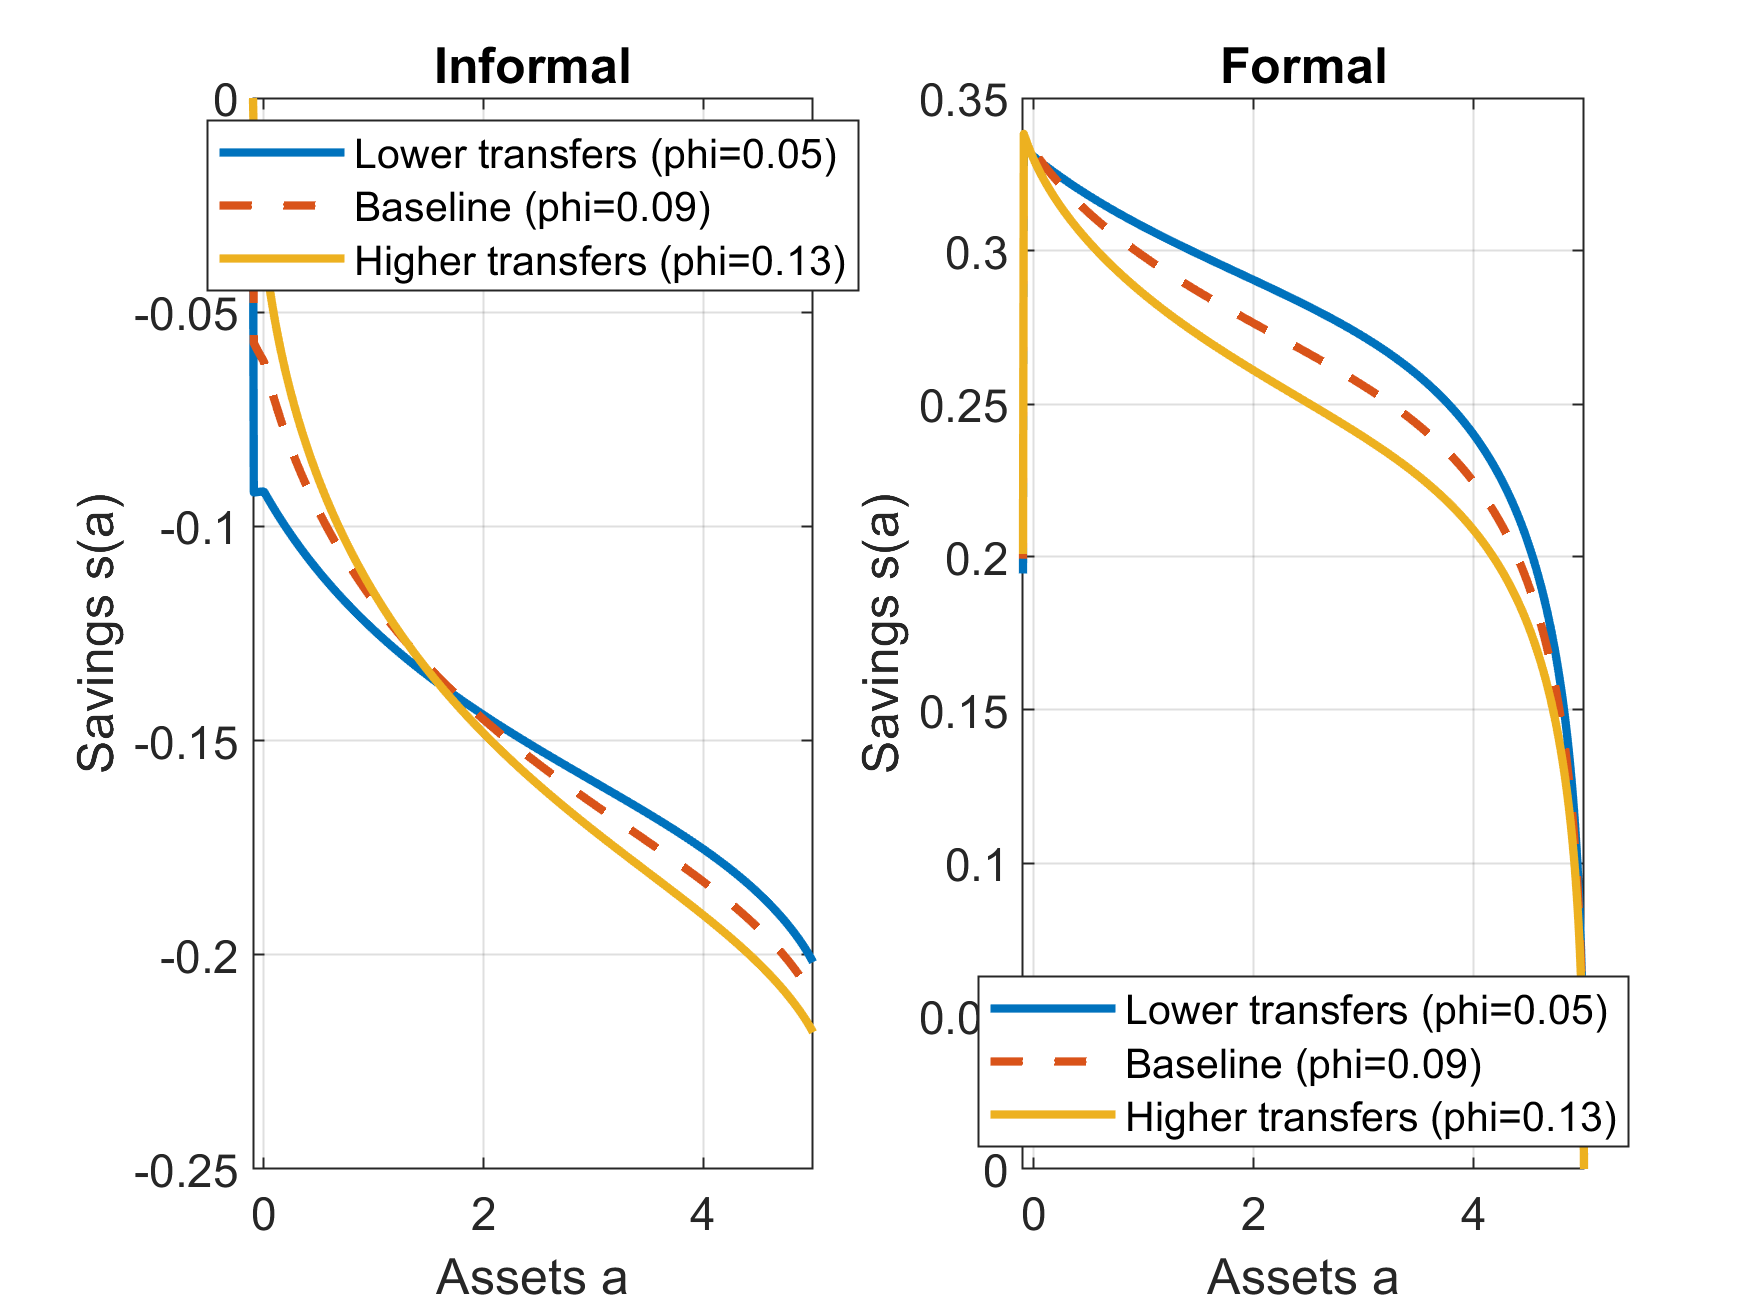 Informal
0
-0.05
-0.1
-0.15
-0.2
-0.25
Savings s(a)
Lower transfers (phi=0.05)
Baseline (phi=0.09)
Higher transfers (phi=0.13)
0 2 4
Assets a
Formal
0.35
0.3
0.25
0.2
0.15
0.1
0.0
0
Savings s(a)
Lower transfers (phi=0.05)
Baseline (phi=0.09)
Higher transfers (phi=0.13)
0 2 4
Assets a